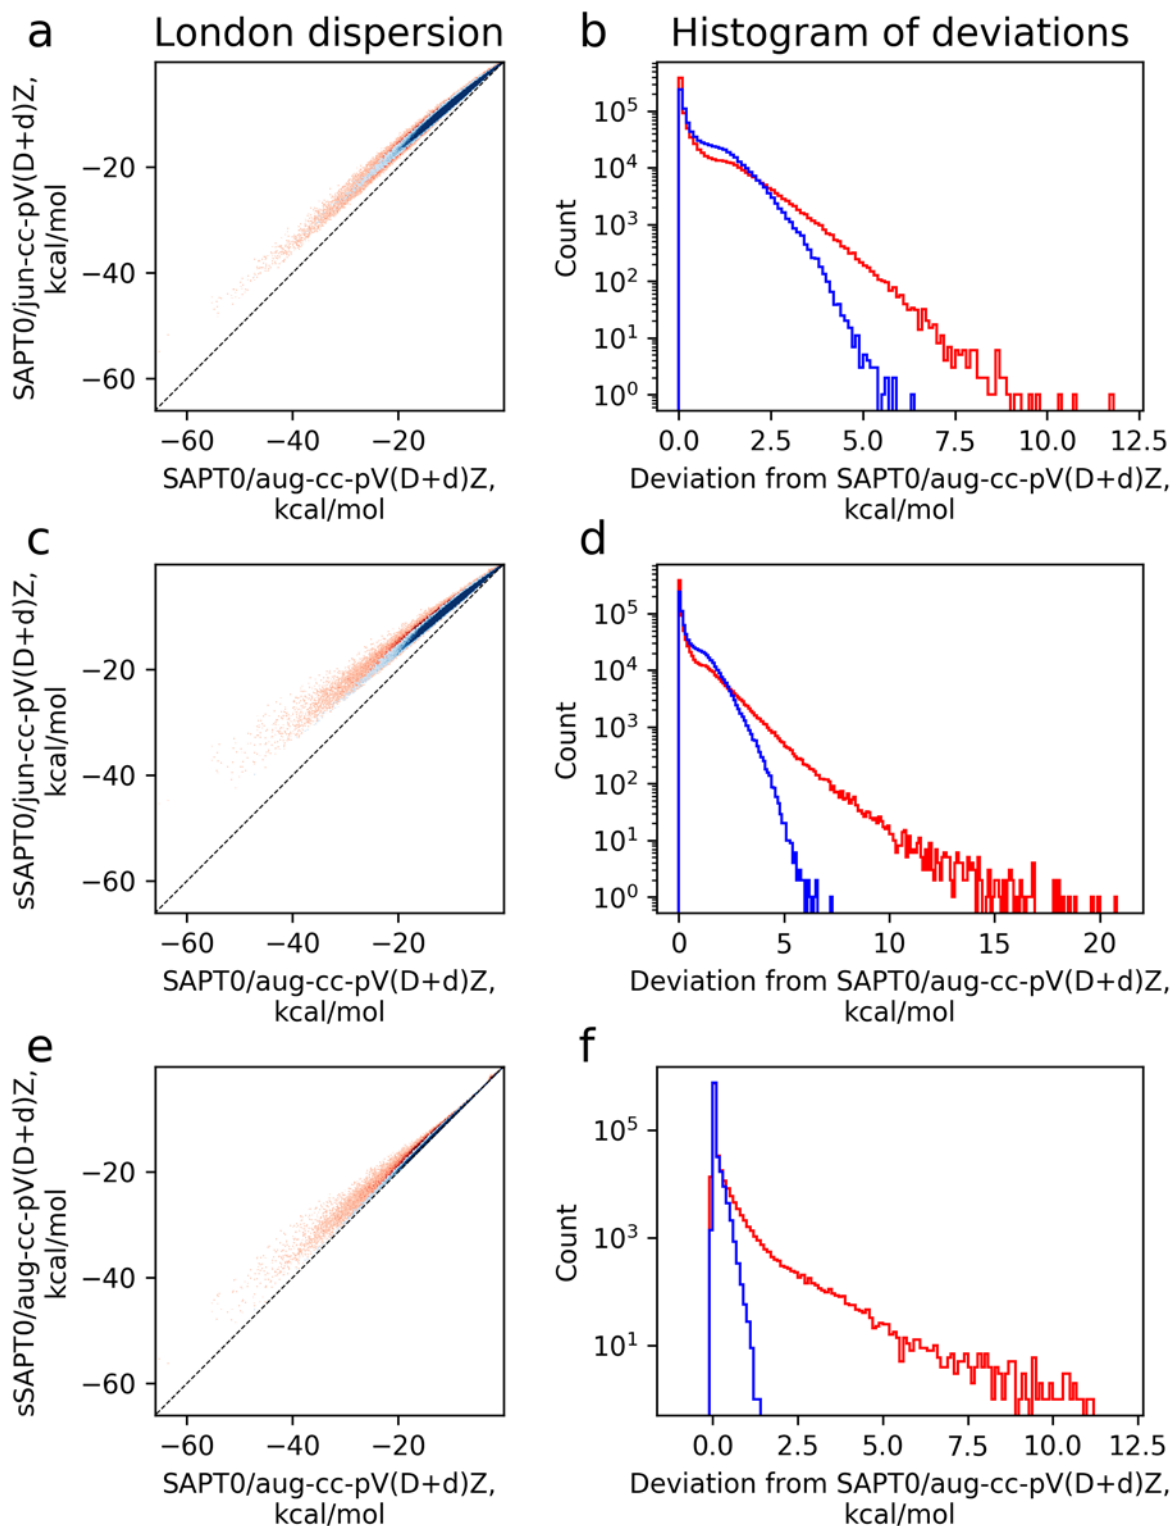 a
London dispersion
b
Histogram of deviations
SAPT0/jun-cc-pV(D+d)Z,
kcal/mol
−20
−40
−60
−60
−40
−20
SAPT0/aug-cc-pV(D+d)Z,
kcal/mol
Count
10^5
10^4
10^3
10^2
10^1
10^0
0.0
2.5
5.0
7.5
10.0
12.5
Deviation from SAPT0/aug-cc-pV(D+d)Z,
kcal/mol
c
sSAPT0/jun-cc-pV(D+d)Z,
kcal/mol
−20
−40
−60
−60
−40
−20
SAPT0/aug-cc-pV(D+d)Z,
kcal/mol
d
Count
10^5
10^4
10^3
10^2
10^1
10^0
0
5
10
15
20
Deviation from SAPT0/aug-cc-pV(D+d)Z,
kcal/mol
e
sSAPT0/aug-cc-pV(D+d)Z,
kcal/mol
−20
−40
−60
−60
−40
−20
SAPT0/aug-cc-pV(D+d)Z,
kcal/mol
f
Count
10^5
10^3
10^1
0.0
2.5
5.0
7.5
10.0
12.5
Deviation from SAPT0/aug-cc-pV(D+d)Z,
kcal/mol